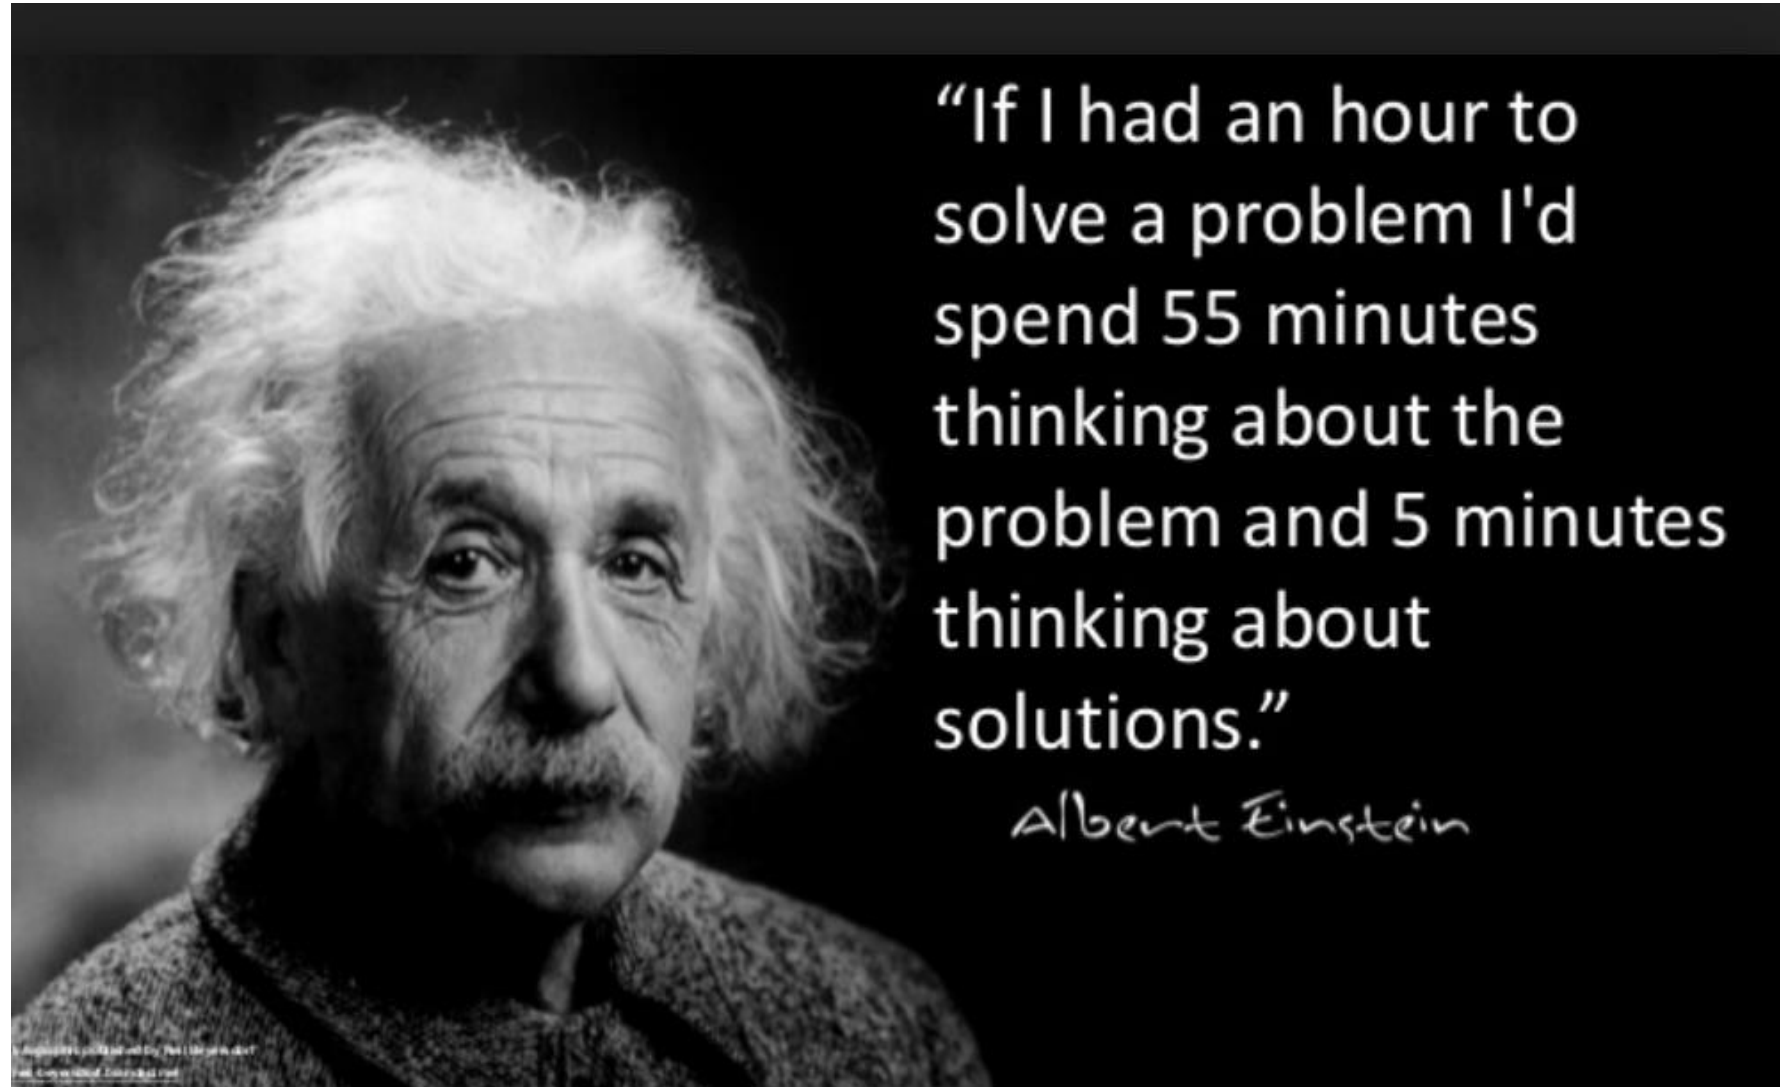 “If I had an hour to
solve a problem I'd
spend 55 minutes
thinking about the
problem and 5 minutes
thinking about
solutions.”
Albert Einstein